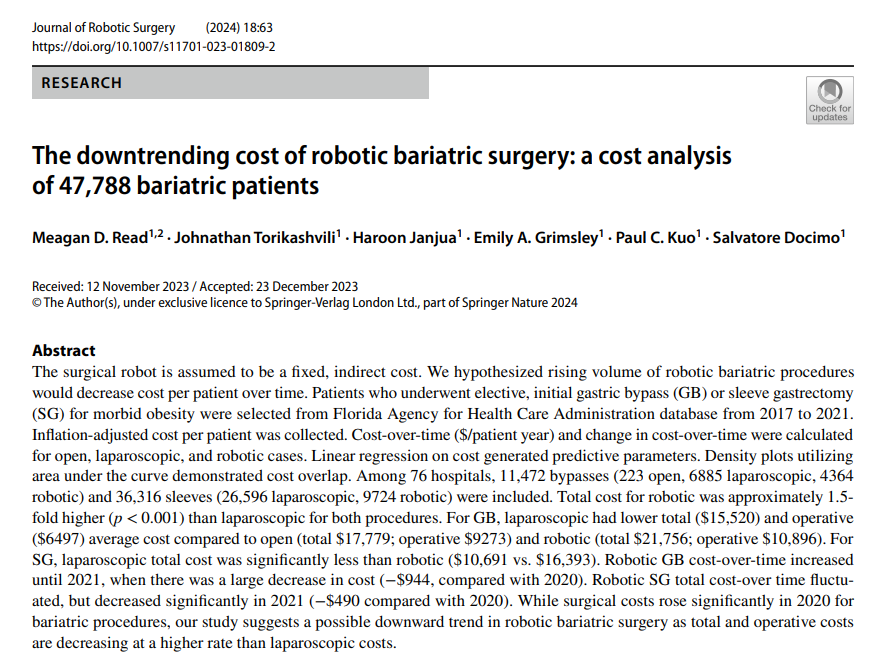 Journal of Robotic Surgery (2024) 18:63
https://doi.org/10.1007/s11701-023-01809-2
RESEARCH
Check for
updates
The downtrending cost of robotic bariatric surgery: a cost analysis
of 47,788 bariatric patients
Meagan D. Read1,2 · Johnathan Torikashvili1 · Haroon Janjua1 · Emily A. Grimsley1 · Paul C. Kuo1 · Salvatore Docimo1
Received: 12 November 2023 / Accepted: 23 December 2023
© The Author(s), under exclusive licence to Springer-Verlag London Ltd., part of Springer Nature 2024
Abstract
The surgical robot is assumed to be a fixed, indirect cost. We hypothesized rising volume of robotic bariatric procedures
would decrease cost per patient over time. Patients who underwent elective, initial gastric bypass (GB) or sleeve gastrectomy
(SG) for morbid obesity were selected from Florida Agency for Health Care Administration database from 2017 to 2021.
Inflation-adjusted cost per patient was collected. Cost-over-time ($/patient year) and change in cost-over-time were calculated
for open, laparoscopic, and robotic cases. Linear regression on cost generated predictive parameters. Density plots utilizing
area under the curve demonstrated cost overlap. Among 76 hospitals, 11,472 bypasses (223 open, 6885 laparoscopic, 4364
robotic) and 36,316 sleeves (26,596 laparoscopic, 9724 robotic) were included. Total cost for robotic was approximately 1.5-
fold higher (p < 0.001) than laparoscopic for both procedures. For GB, laparoscopic had lower total ($15,520) and operative
($6497) average cost compared to open (total $17,779; operative $9273) and robotic (total $21,756; operative $10,896). For
SG, laparoscopic total cost was significantly less than robotic ($10,691 vs. $16,393). Robotic GB cost-over-time increased
until 2021, when there was a large decrease in cost (−$944, compared with 2020). Robotic SG total cost-over time fluctu-
ated, but decreased significantly in 2021 (−$490 compared with 2020). While surgical costs rose significantly in 2020 for
bariatric procedures, our study suggests a possible downward trend in robotic bariatric surgery as total and operative costs
are decreasing at a higher rate than laparoscopic costs.